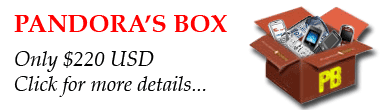 PANDORA’S BOX
Only $220 USD
Click for more details...
PB